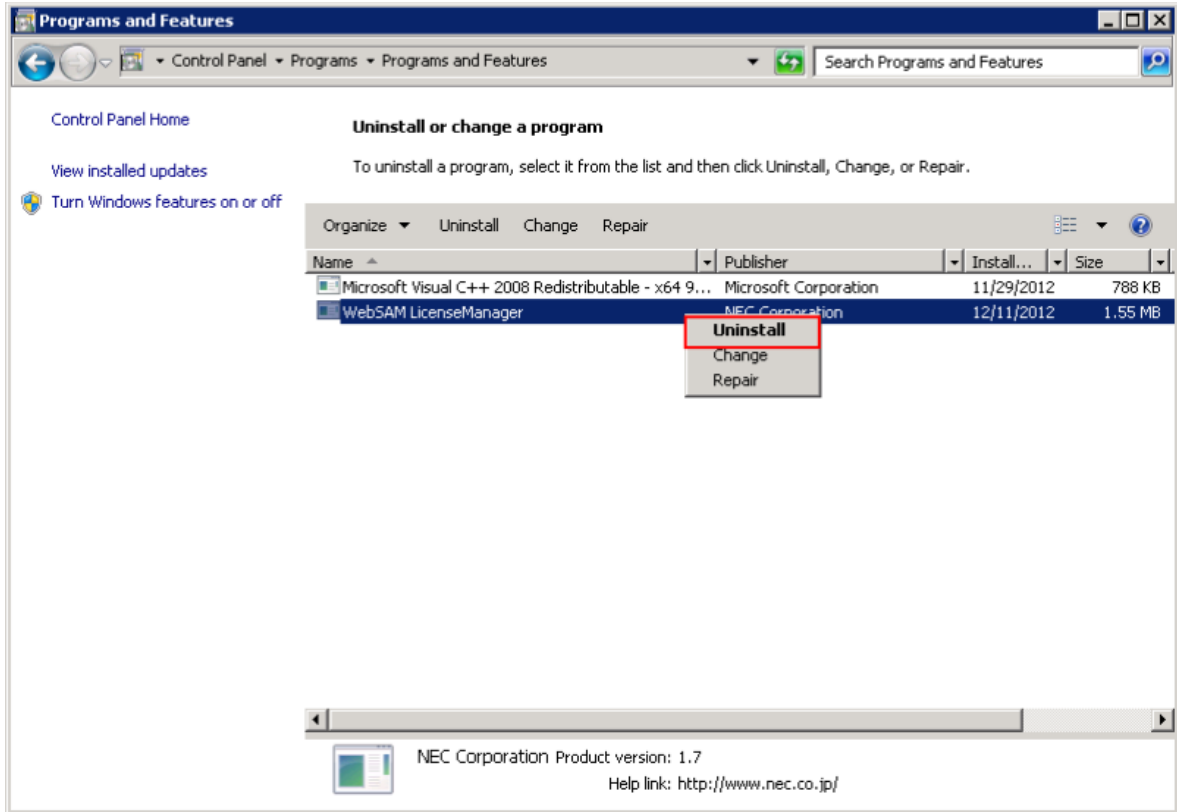 Programs and Features
Control Panel Programs Programs and Features Search Programs and Features
Control Panel Home
Uninstall or change a program
View installed updates
To uninstall a program, select it from the list and then click Uninstall, Change, or Repair.
Turn Windows features on or off
Organize Uninstall Change Repair
Name Publisher Install... Size
Microsoft Visual C++ 2008 Redistributable - x64 9... Microsoft Corporation 11/29/2012 788 KB
WebSAM LicenseManager NEC Corporation 12/11/2012 1.55 MB
Uninstall
Change
Repair
NEC Corporation Product version: 1.7
Help link: http://www.nec.co.jp/